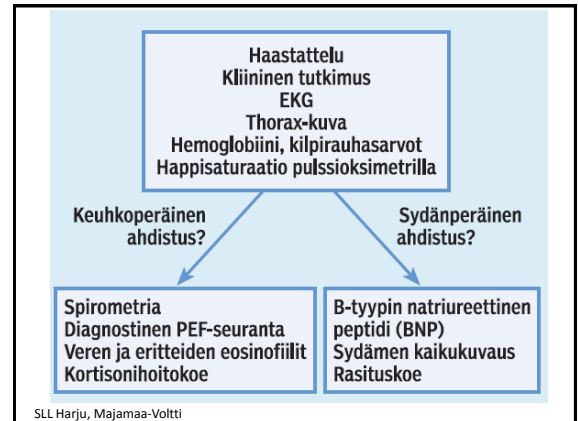 Haastattelu
Kliininen tutkimus
EKG
Thorax-kuva
Hemoglobiini, kilpirauhasarvot
Happisaturaatio pulssioksimetrilla
Keuhkoperäinen
ahdistus?
Sydänperäinen
ahdistus?
Spirometria
Diagnostinen PEF-seuranta
Veren ja eritteiden eosinofiilit
Kortisonihoitokoe
B-tyypin natriureettinen
peptidi (BNP)
Sydämen kaikukuvaus
Rasituskoe
SLL Harju, Majamaa-Voltti